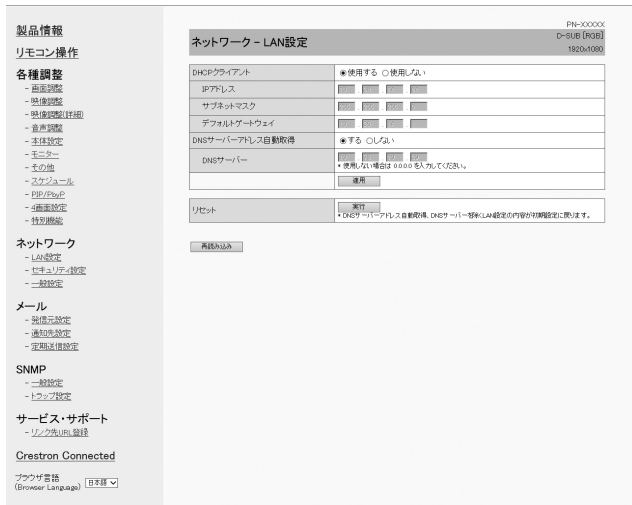 製品情報
リモコン操作
各種調整
- 画面調整
- 映像調整
- 映像調整(詳細)
- 音声調整
- 本体設定
- モニター
- その他
- スケジュール
- PIP/PbyP
- 4画面設定
- 特別機能
ネットワーク
- LAN設定
- セキュリティ設定
- 一般設定
メール
- 発信元設定
- 通知先設定
- 定期送信設定
SNMP
- 一般設定
- トラップ設定
サービス・サポート
- リンク先URL登録
Crestron Connected
ブラウザ言語
(Browser Language) 日本語
ネットワーク - LAN設定
PN-XXXXX
D-SUB [RGB]
1920x1080
DHCPクライアント ◉使用する ○使用しない
IPアドレス
サブネットマスク
デフォルトゲートウェイ
DNSサーバーアドレス自動取得 ◉する ○しない
DNSサーバー
* 使用しない場合は 0.0.0.0 を入力してください。
適用
リセット 実行
* DNSサーバーアドレス自動取得、DNSサーバーを除くLAN設定の内容が初期設定に戻ります。
再読み込み